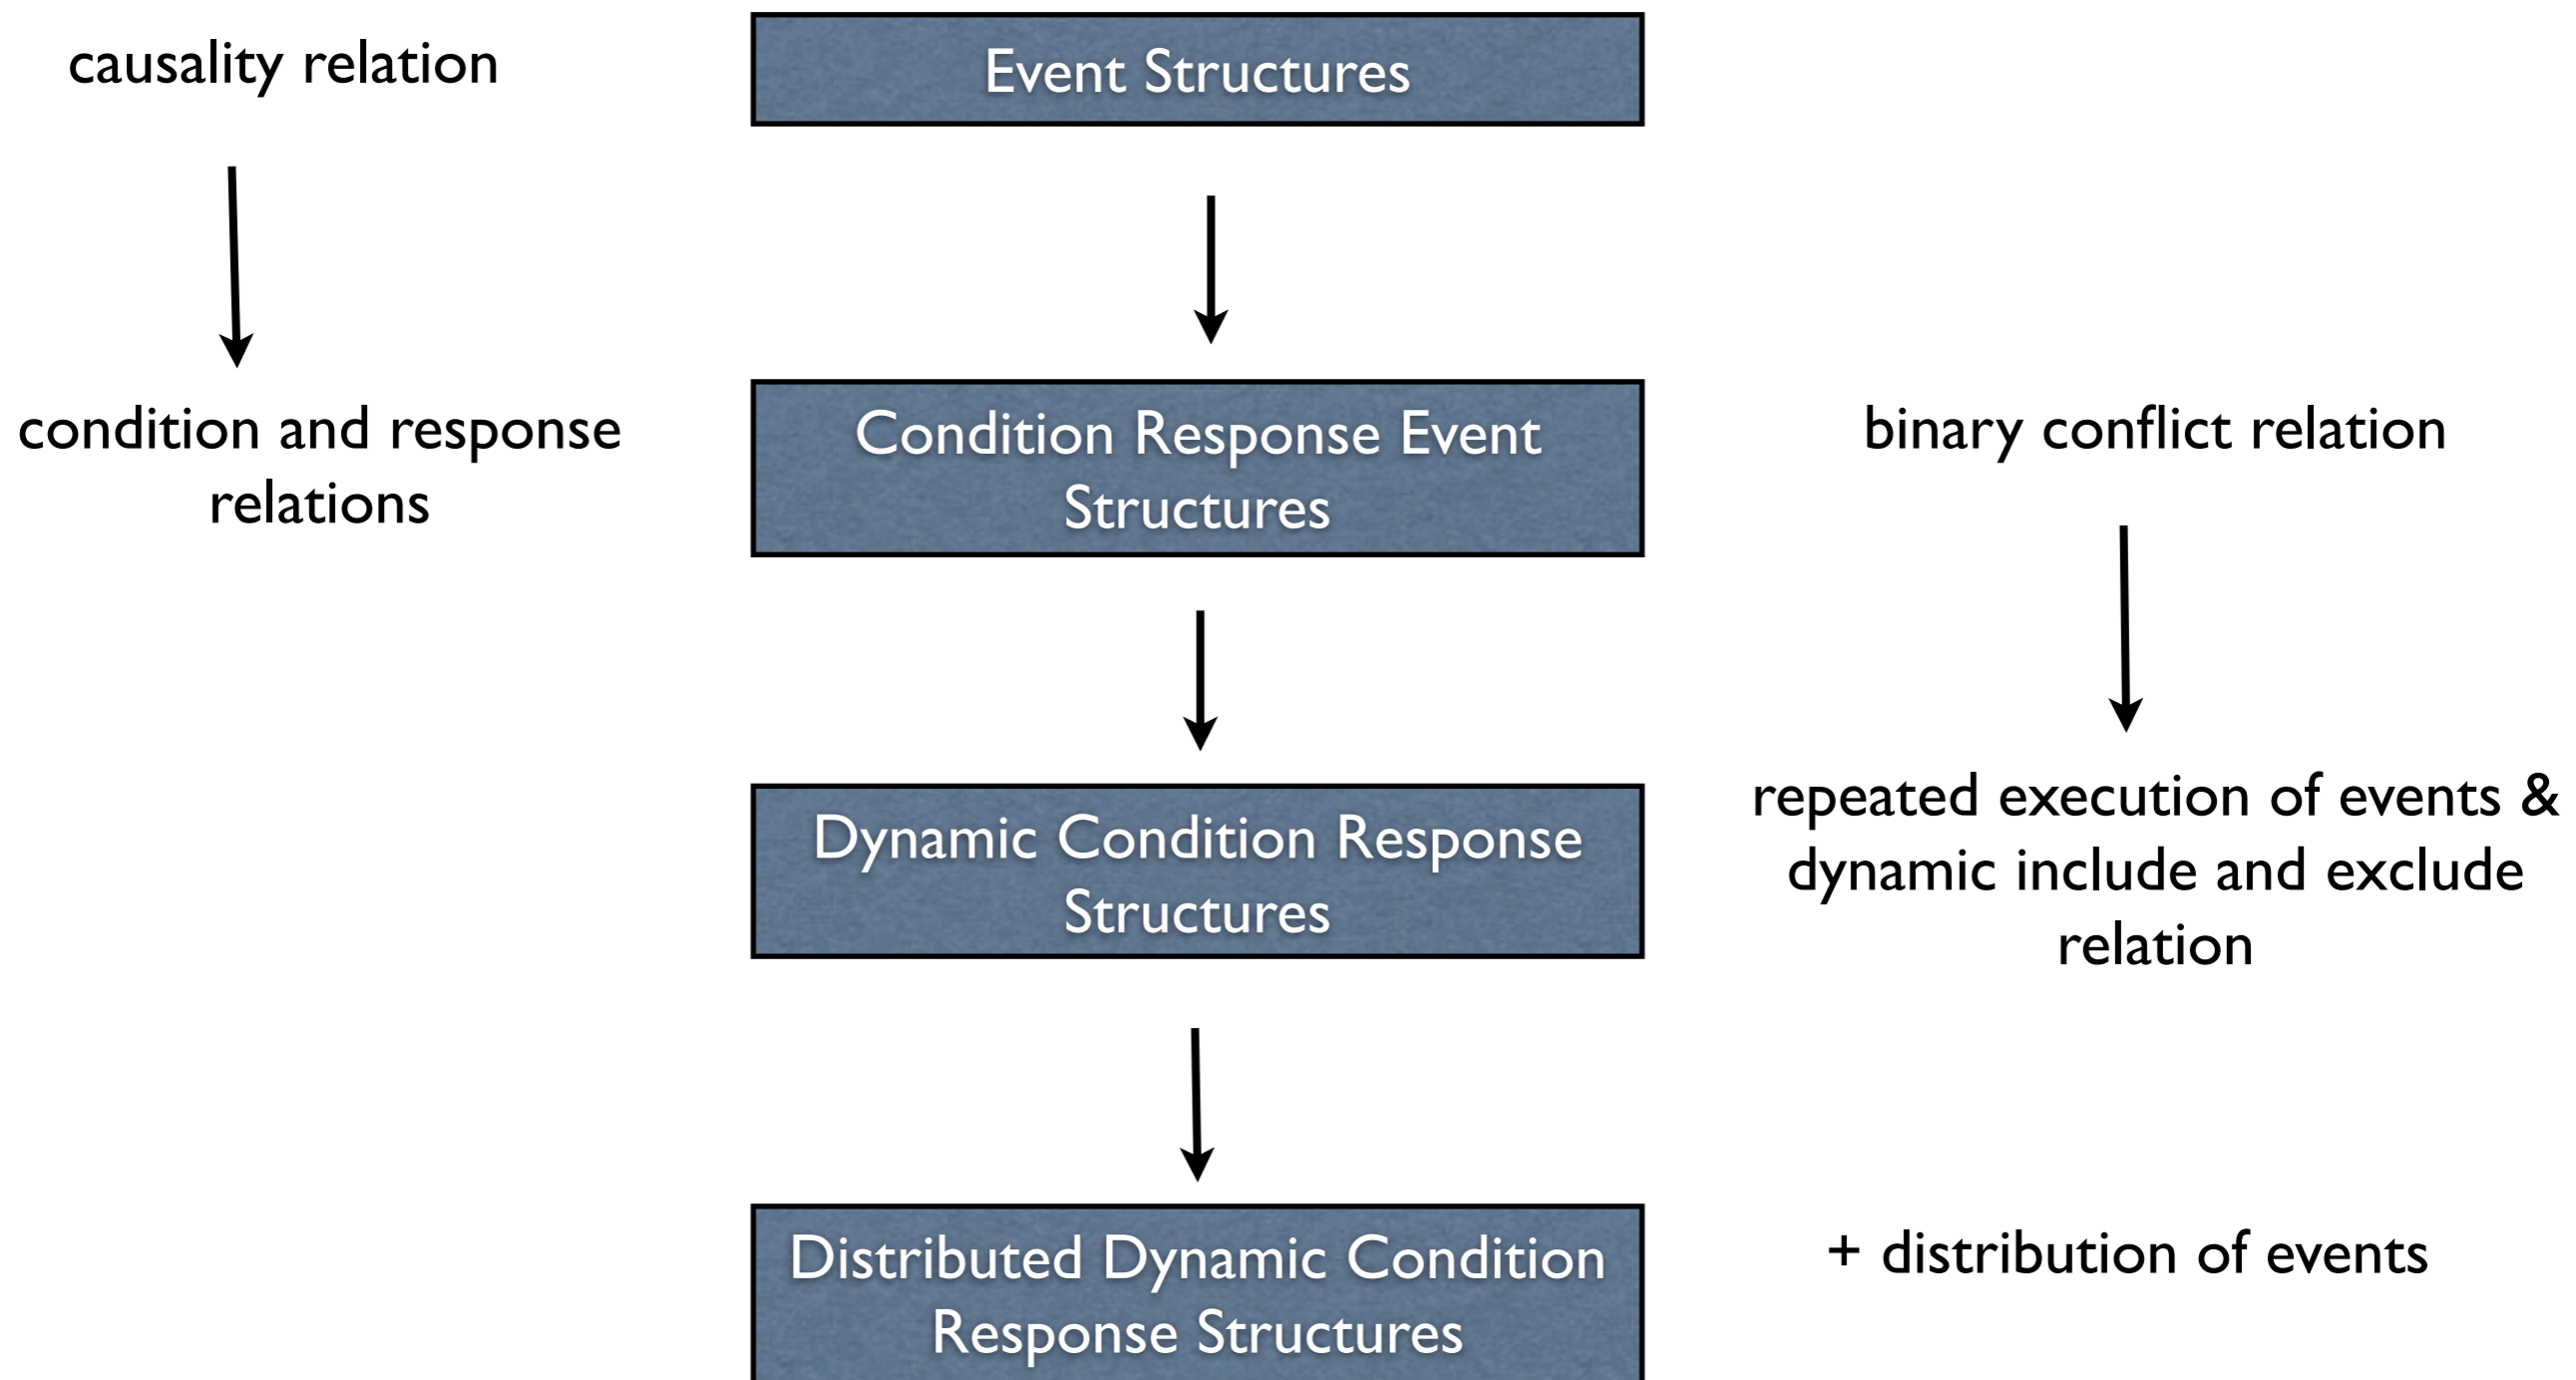 causality relation
Event Structures
condition and response
relations
Condition Response Event
Structures
binary conflict relation
Dynamic Condition Response
Structures
repeated execution of events &
dynamic include and exclude
relation
Distributed Dynamic Condition
Response Structures
+ distribution of events